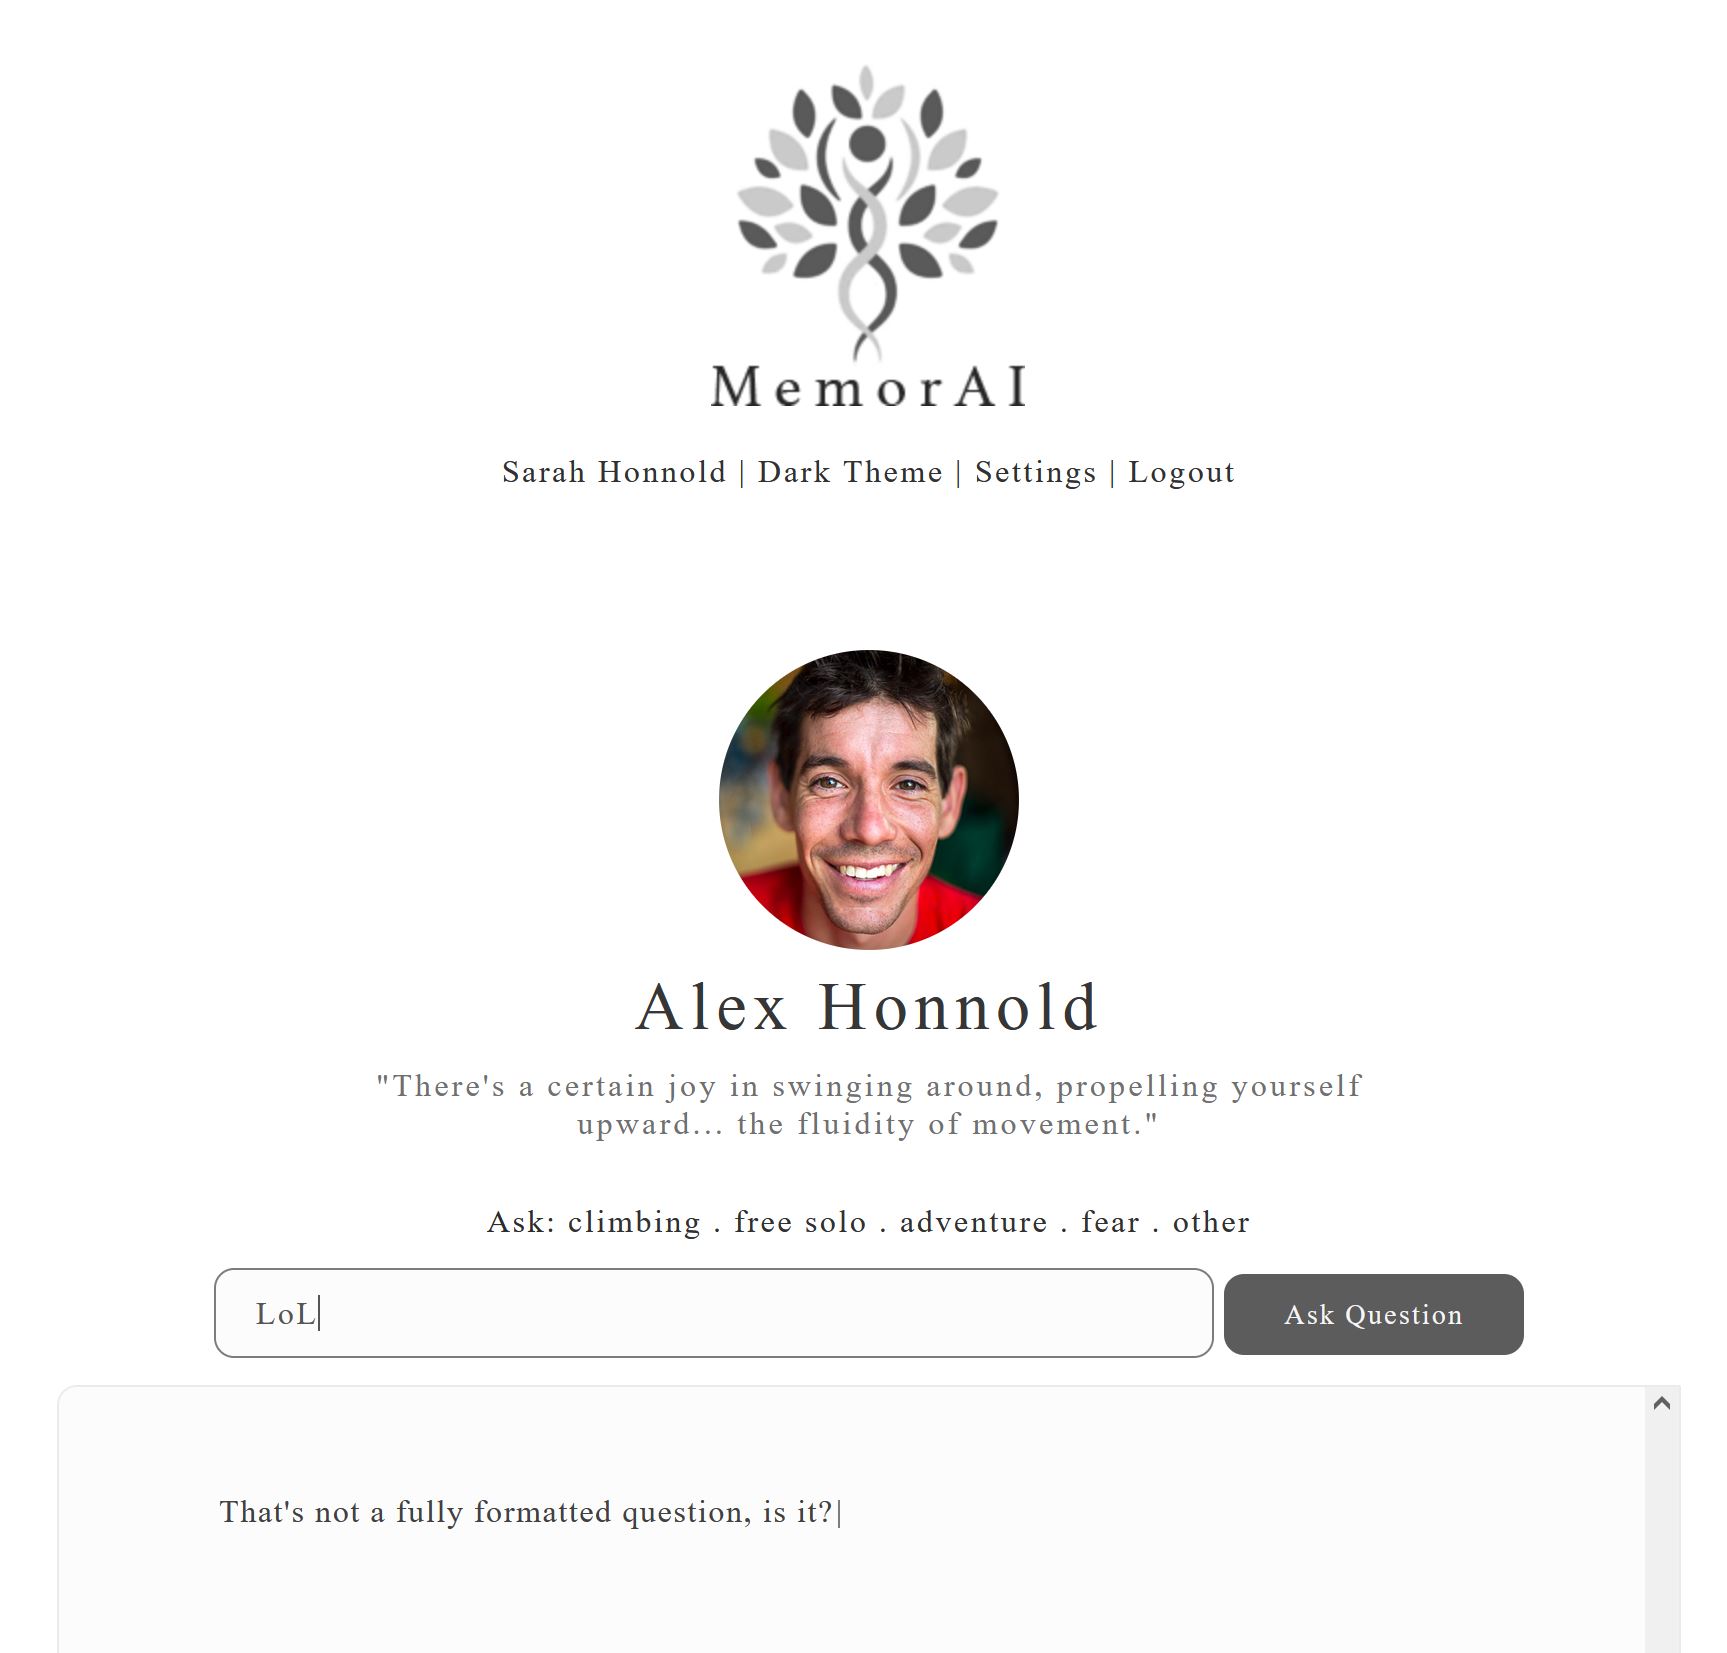 MemorAI
Sarah Honnold | Dark Theme | Settings | Logout
Alex Honnold
"There's a certain joy in swinging around, propelling yourself
upward... the fluidity of movement."
Ask: climbing . free solo . adventure . fear . other
LoL
Ask Question
That's not a fully formatted question, is it?